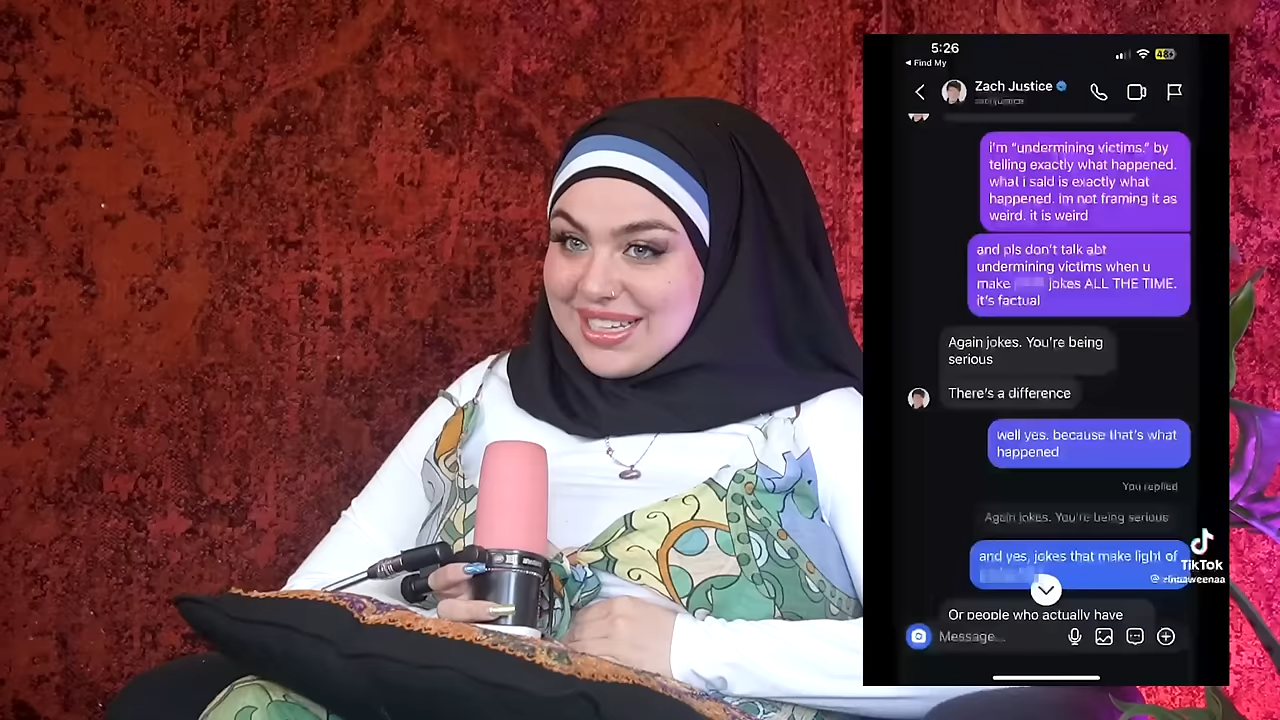 5:26
48
◀ Find My
Zach Justice
i'm “undermining victims.” by
telling exactly what happened.
what i said is exactly what
happened. im not framing it as
weird. it is weird
and pls don't talk abt
undermining victims when u
make jokes ALL THE TIME.
it's factual
Again jokes. You're being
serious
There's a difference
well yes. because that's what
happened
You replied
Again jokes. You're being serious
and yes, jokes that make light of
TikTok
Or people who actually have
Message...